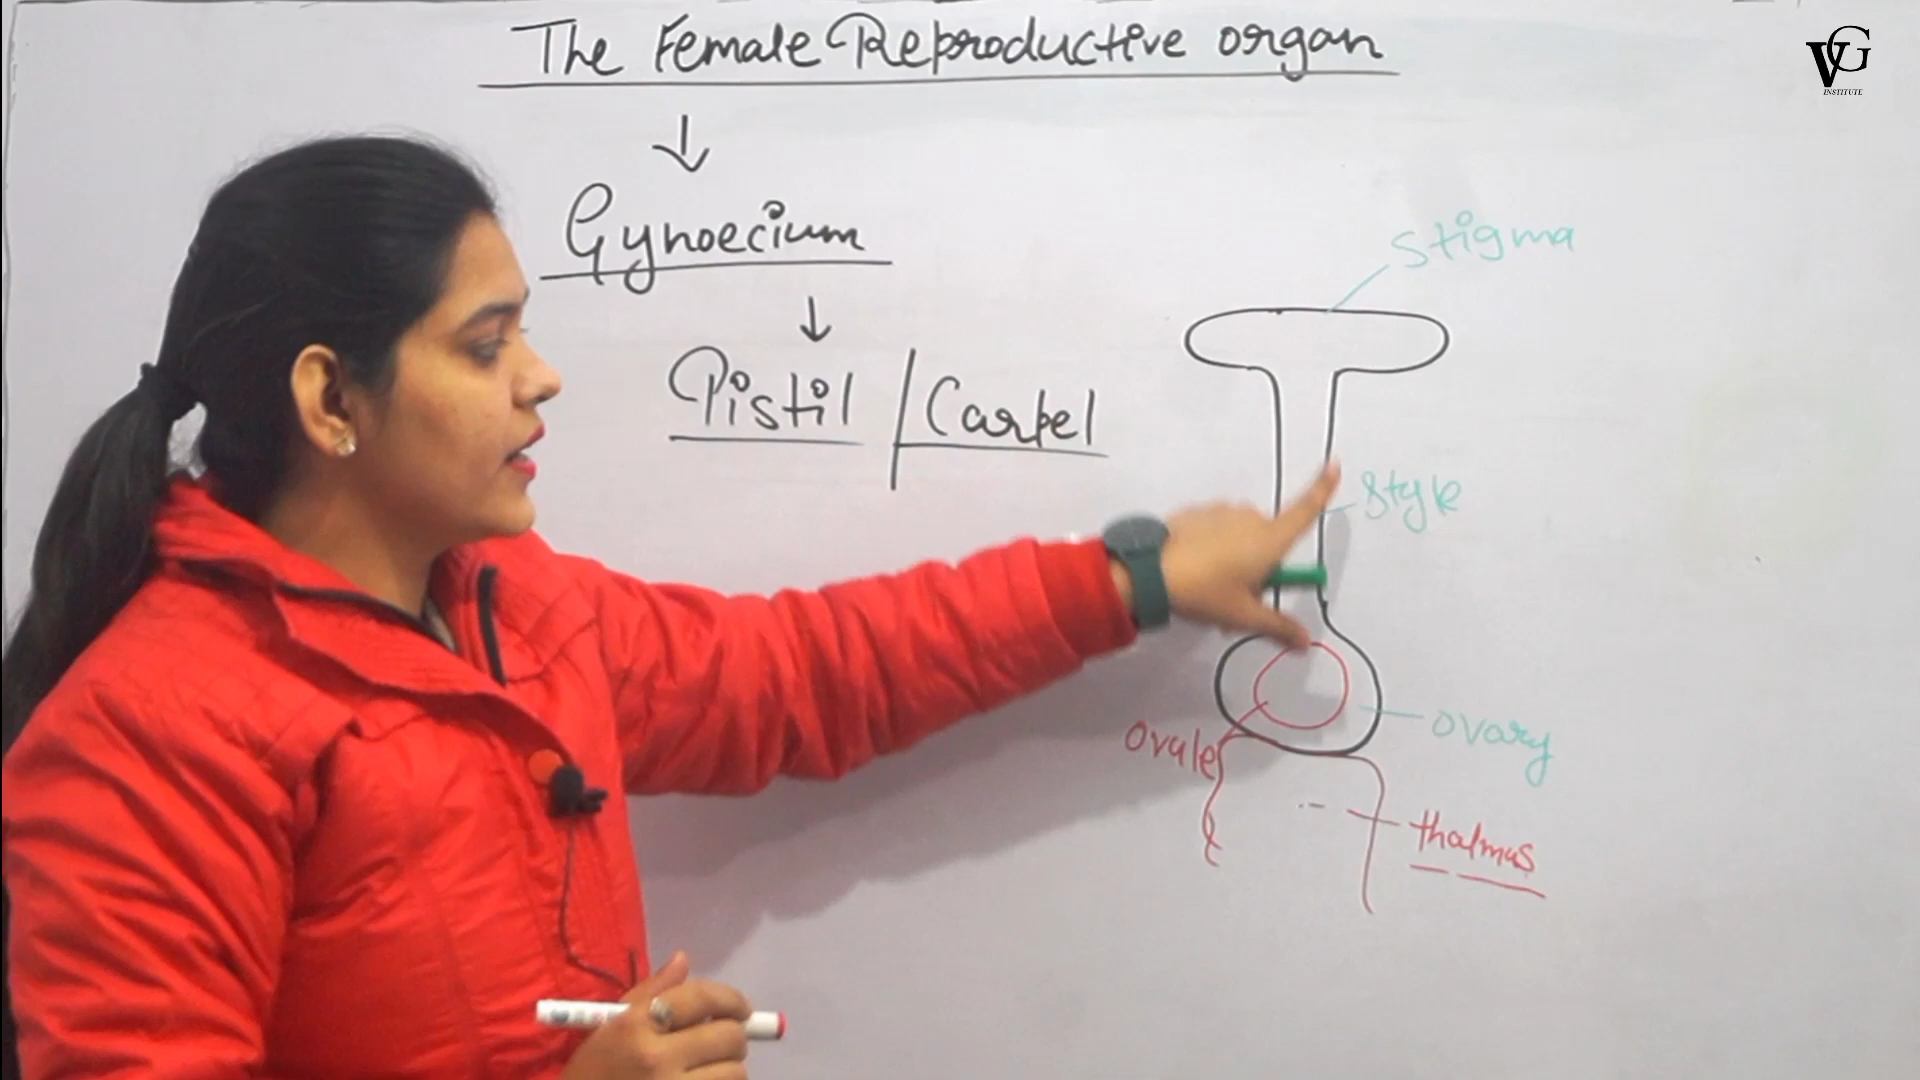 The Female Reproductive organ
VG
INSTITUTE
Gynoecium
Pistil / Carpel
Stigma
Style
Ovary
Ovule
thalmus